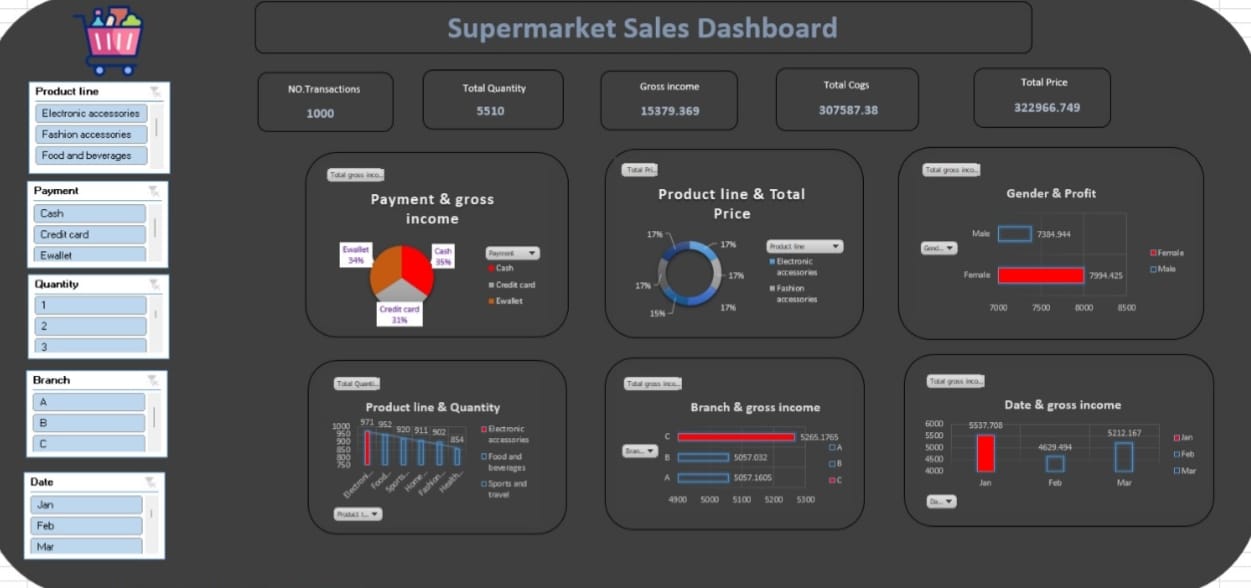 Supermarket Sales Dashboard
NO.Transactions
1000
Total Quantity
5510
Gross income
15379.369
Total Cogs
307587.38
Total Price
322966.749
Product line
Electronic accessories
Fashion accessories
Food and beverages
Payment
Cash
Credit card
Ewallet
Quantity
1
2
3
Branch
A
B
C
Date
Jan
Feb
Mar
Total gross inco...
Payment & gross
income
Ewallet
34%
Cash
35%
Credit card
31%
Payment
Cash
Credit card
Ewallet
Total Pri...
Product line & Total
Price
17%
17%
17%
17%
15%
17%
Product line
Electronic
accessories
Fashion
accessories
Total gross inco...
Gender & Profit
Gend...
Male
7384.944
Female
7994.425
7000 7500 8000 8500
Female
Male
Total Quanti...
Product line & Quantity
1000
950
900
850
800
750
971 952 920 911 902 854
Electroni...
Food...
Sports...
Home...
Fashion...
Health...
Electronic
accessories
Food and
beverages
Sports and
travel
Product l...
Total gross inco...
Branch & gross income
Bran...
C
5265.1765
B
5057.032
A
5057.1605
4900 5000 5100 5200 5300
A
B
C
Total gross inco...
Date & gross income
6000
5500
5000
4500
4000
5537.708
4629.494
5212.167
Jan Feb Mar
Jan
Feb
Mar
Da...